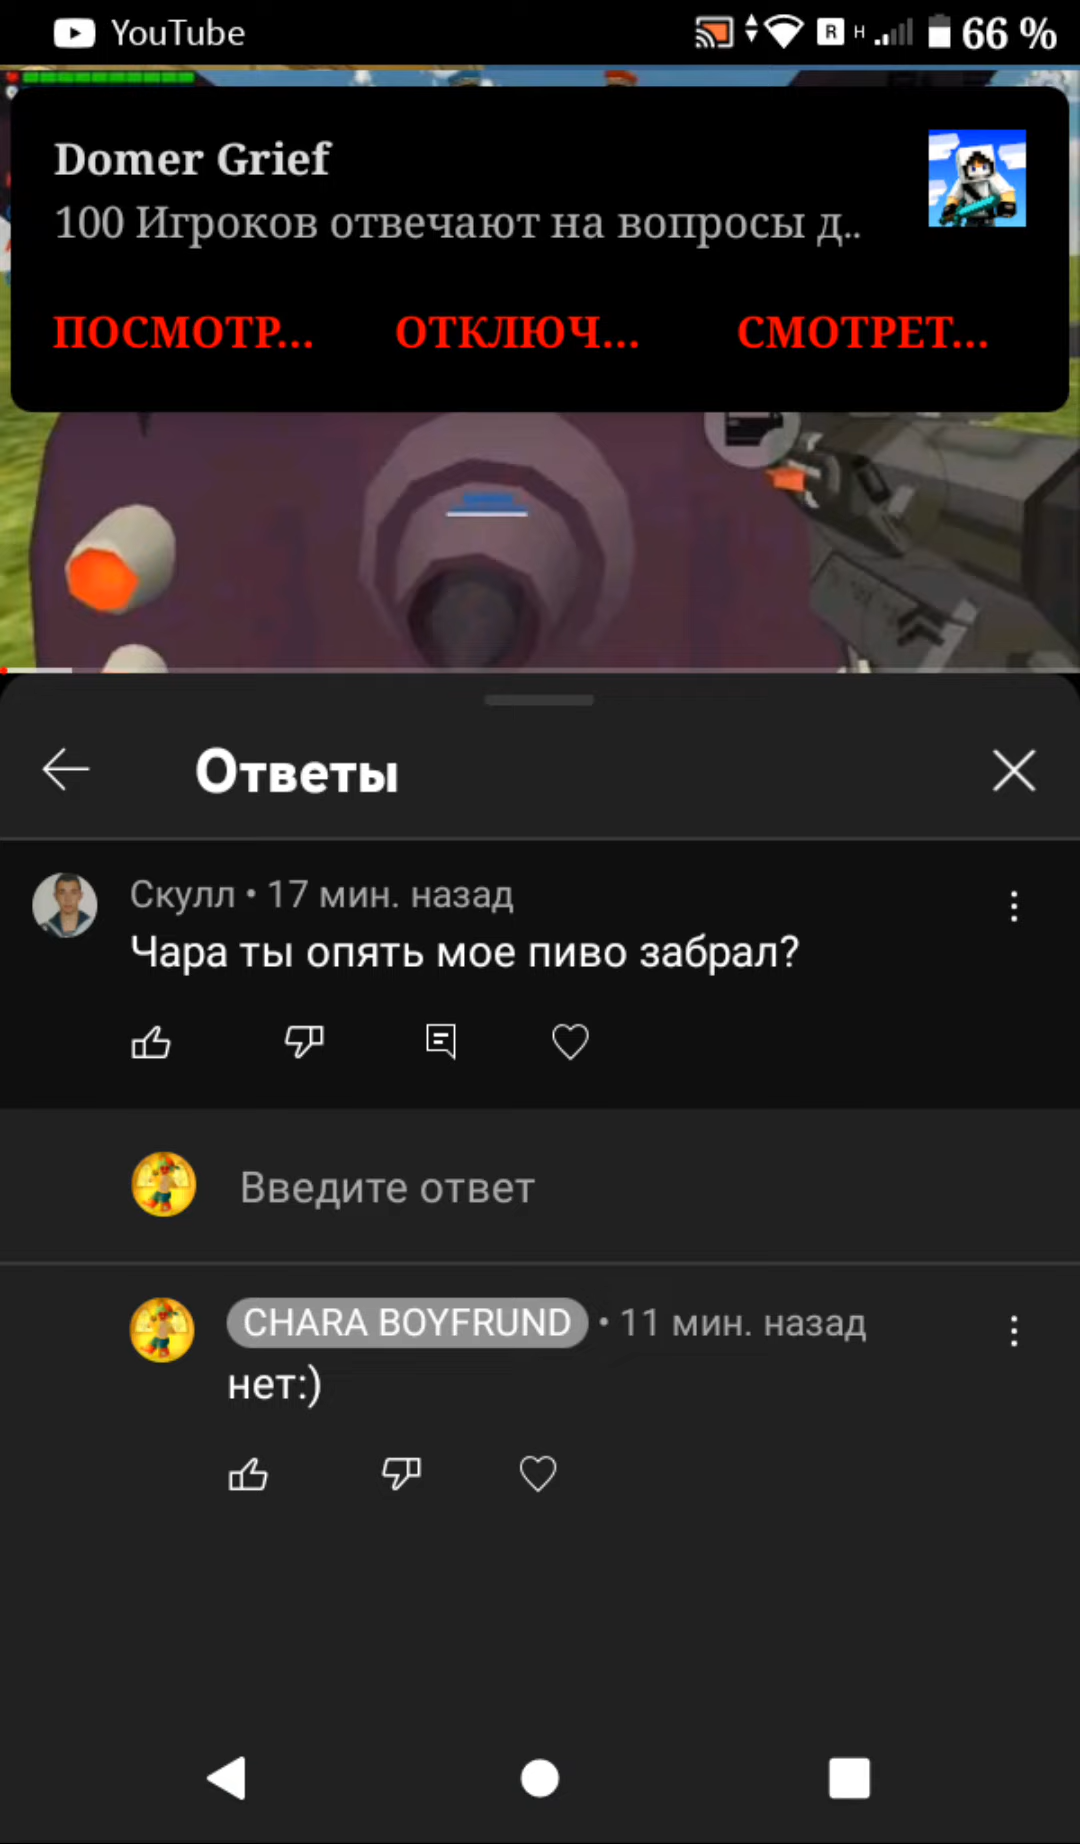 YouTube
R H 66 %
Domer Grief
100 Игроков отвечают на вопросы д..
ПОСМОТР... ОТКЛЮЧ... СМОТРЕТ...
Ответы
Скулл • 17 мин. назад
Чара ты опять мое пиво забрал?
Введите ответ
CHARA BOYFRUND • 11 мин. назад
нет:)